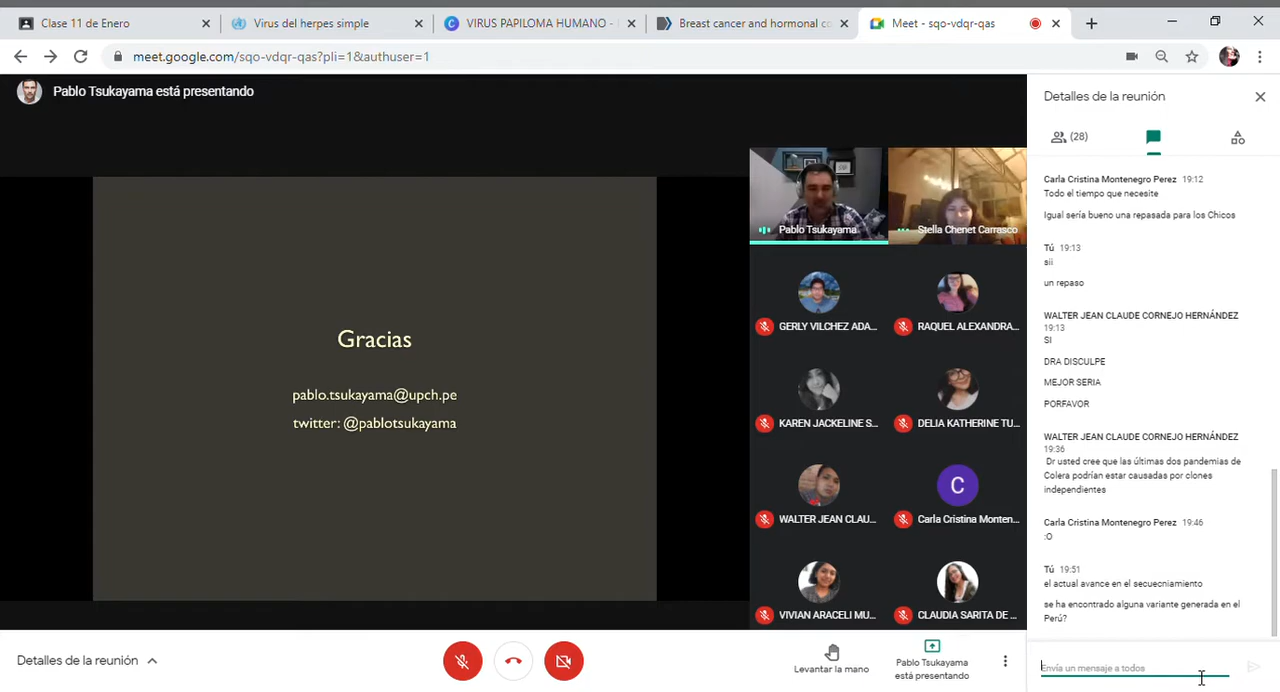 Clase 11 de Enero
Virus del herpes simple
VIRUS PAPILOMA HUMANO -
Breast cancer and hormonal co
Meet - sqo-vdqr-qas
meet.google.com/sqo-vdqr-qas?pli=1&authuser=1
Pablo Tsukayama está presentando
Gracias
pablo.tsukayama@upch.pe
twitter: @pablotsukayama
Pablo Tsukayama
Stella Chenet Carrasco
GERLY VILCHEZ ADA...
RAQUEL ALEXANDRA...
KAREN JACKELINE S...
DELIA KATHERINE TU...
WALTER JEAN CLAU...
C
Carla Cristina Monten...
VIVIAN ARACELI MU...
CLAUDIA SARITA DE ...
Detalles de la reunión
(28)
Carla Cristina Montenegro Perez 19:12
Todo el tiempo que necesite
Igual sería bueno una repasada para los Chicos
Tú 19:13
sii
un repaso
WALTER JEAN CLAUDE CORNEJO HERNÁNDEZ
19:13
SI
DRA DISCULPE
MEJOR SERIA
PORFAVOR
WALTER JEAN CLAUDE CORNEJO HERNÁNDEZ
19:36
Dr usted cree que las últimas dos pandemias de
Colera podrían estar causadas por clones
independientes
Carla Cristina Montenegro Perez 19:46
:O
Tú 19:51
el actual avance en el secuecniamiento
se ha encontrado alguna variante generada en el
Perú?
Envía un mensaje a todos
Detalles de la reunión
Levantar la mano
Pablo Tsukayama
está presentando